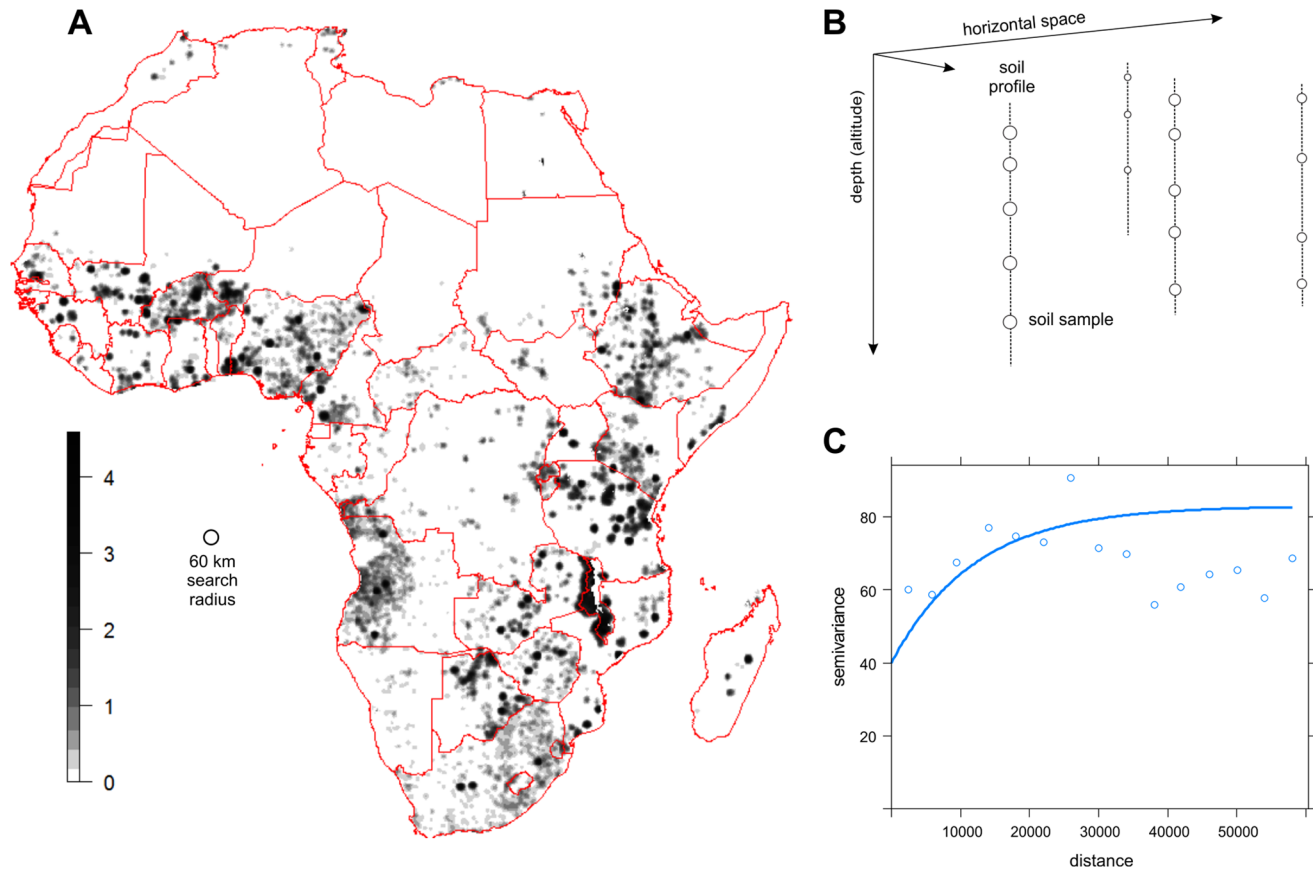 A
4
3
2
1
0
60 km
search
radius
B
horizontal space
depth (altitude)
soil
profile
soil sample
C
semivariance
80
60
40
20
10000
20000
30000
40000
50000
distance